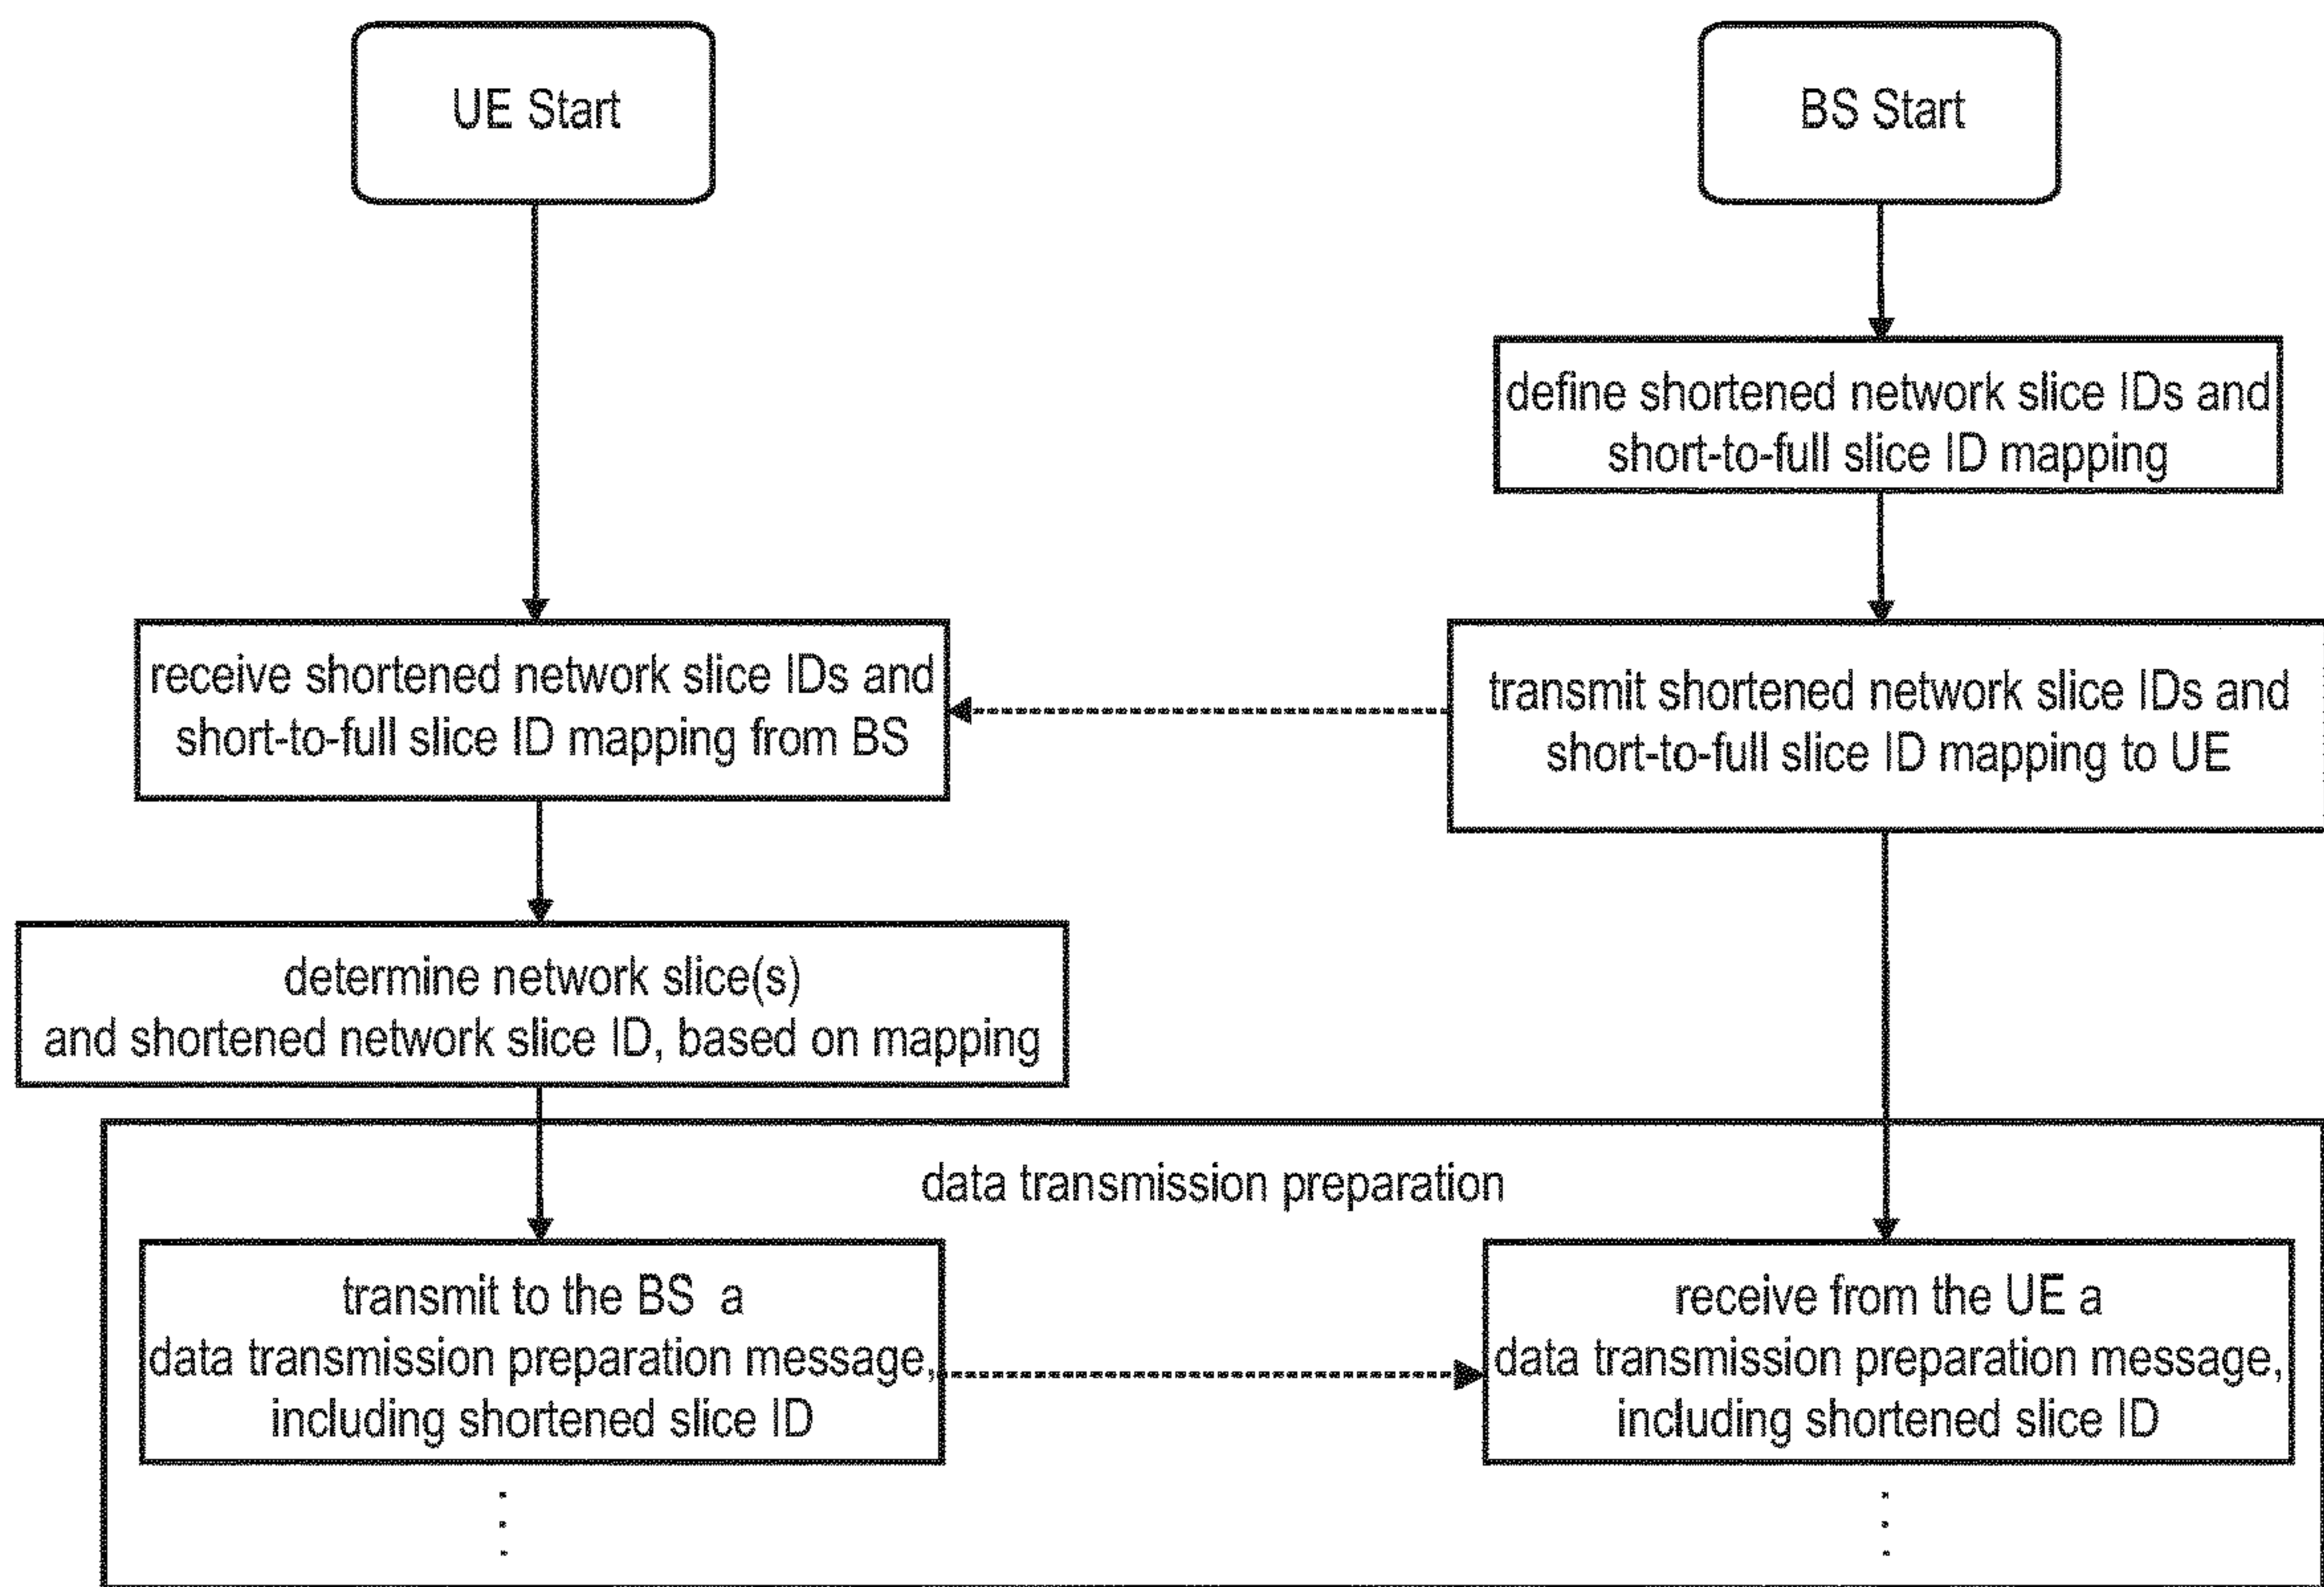 UE Start
BS Start
define shortened network slice IDs and
short-to-full slice ID mapping
receive shortened network slice IDs and
short-to-full slice ID mapping from BS
transmit shortened network slice IDs and
short-to-full slice ID mapping to UE
determine network slice(s)
and shortened network slice ID, based on mapping
data transmission preparation
transmit to the BS a
data transmission preparation message,
including shortened slice ID
receive from the UE a
data transmission preparation message,
including shortened slice ID